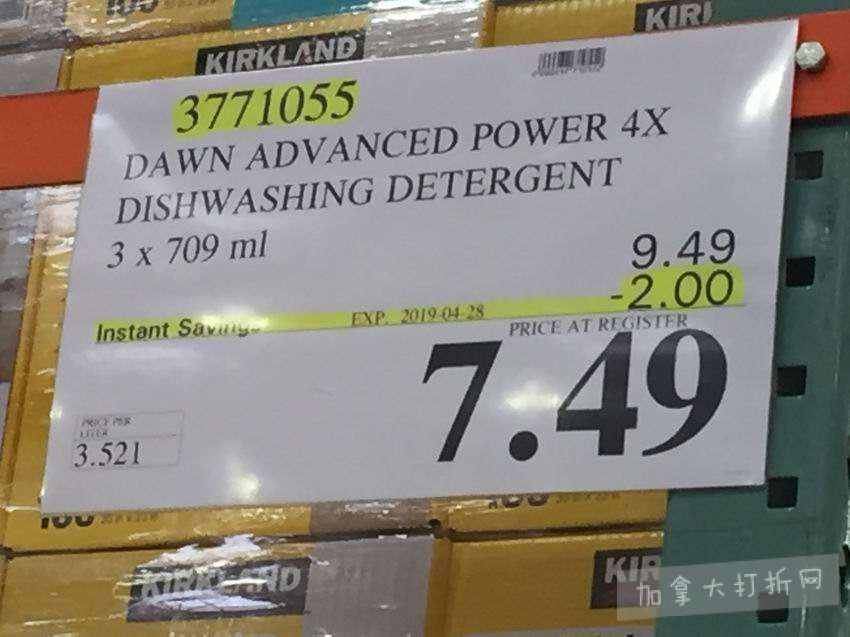 KIRKLAND
KIRK
3771055
DAWN ADVANCED POWER 4X
DISHWASHING DETERGENT
3 x 709 ml
9.49
-2.00
Instant Savings
EXP. 2019-04-28
PRICE AT REGISTER
7.49
PRICE PER
LITER
3.521
KIRKLAND
KIR
加拿大打折网